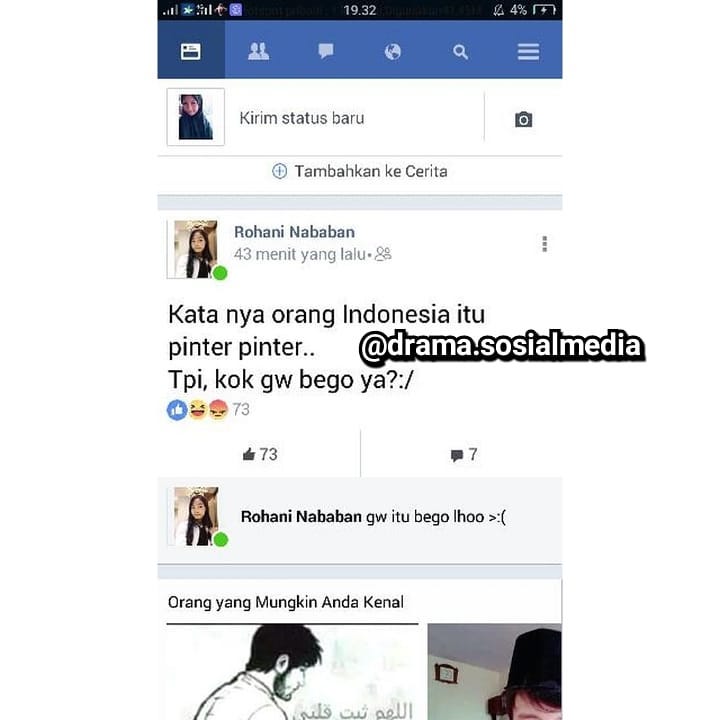 19.32
4%
Kirim status baru
Tambahkan ke Cerita
Rohani Nababan
43 menit yang lalu•
Kata nya orang Indonesia itu
pinter pinter..
@drama.sosialmedia
Tpi, kok gw bego ya?:/
73
73
7
Rohani Nababan gw itu bego lhoo >:(
Orang yang Mungkin Anda Kenal
اللهم ثبت قلبي